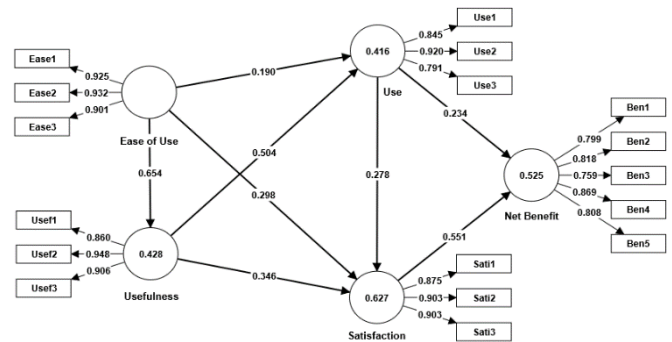 Ease1
Ease2
Ease3
0.925
0.932
0.901
Ease of Use
0.190
0.654
0.504
0.298
Usef1
Usef2
Usef3
0.860
0.948
0.906
0.428
Usefulness
0.346
0.416
Use
0.845
0.920
0.791
Use1
Use2
Use3
0.278
0.234
0.551
0.627
Satisfaction
0.875
0.903
0.903
Sati1
Sati2
Sati3
0.525
Net Benefit
0.799
0.818
0.759
0.869
0.808
Ben1
Ben2
Ben3
Ben4
Ben5